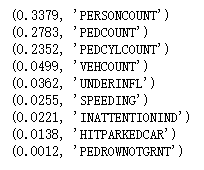 (0.3379, 'PERSONCOUNT')
(0.2783, 'PEDCOUNT')
(0.2352, 'PEDCYLCOUNT')
(0.0499, 'VEHCOUNT')
(0.0362, 'UNDERINFL')
(0.0255, 'SPEEDING')
(0.0221, 'INATTENTIONIND')
(0.0138, 'HITPARKEDCAR')
(0.0012, 'PEDROWNOTGRNT')